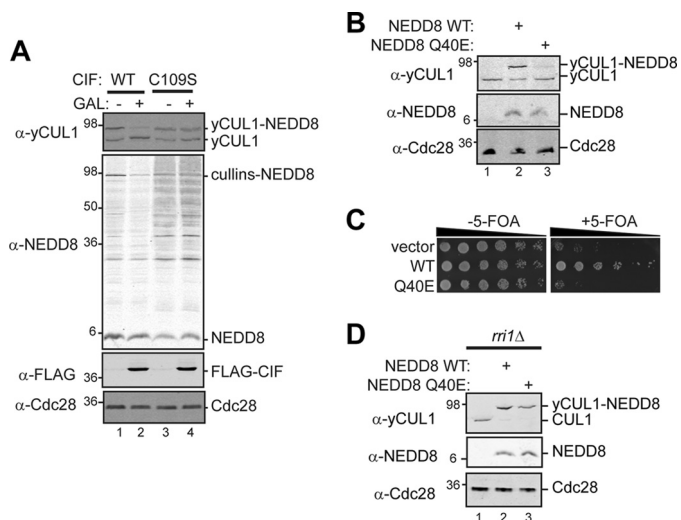 A
CIF: WT C109S
GAL: - + - +
α-yCUL1 98 yCUL1-NEDD8
yCUL1
α-NEDD8 98 cullins-NEDD8
50
36
6 NEDD8
α-FLAG 36 FLAG-CIF
α-Cdc28 36 Cdc28
1 2 3 4
B
NEDD8 WT: +
NEDD8 Q40E: +
α-yCUL1 98 yCUL1-NEDD8
yCUL1
α-NEDD8 6 NEDD8
α-Cdc28 36 Cdc28
1 2 3
C
-5-FOA +5-FOA
vector
WT
Q40E
D
rri1Δ
NEDD8 WT: +
NEDD8 Q40E: +
α-yCUL1 98 yCUL1-NEDD8
CUL1
α-NEDD8 6 NEDD8
α-Cdc28 36 Cdc28
1 2 3